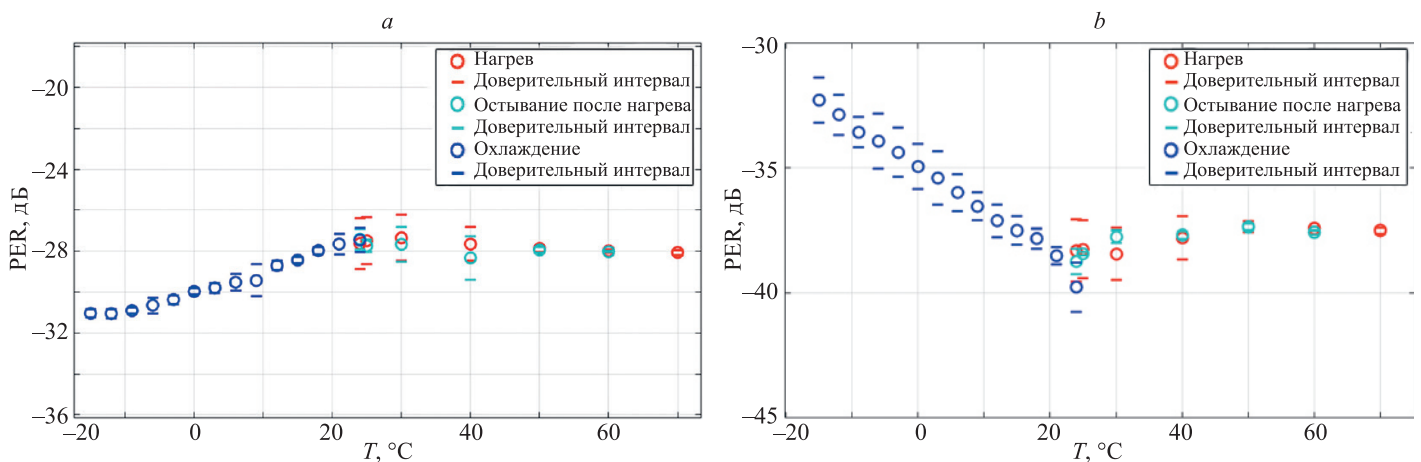 a
–20
–24
–28
–32
–36
PER, дБ
–20
0
20
40
60
T, °C
Нагрев
Доверительный интервал
Остывание после нагрева
Доверительный интервал
Охлаждение
Доверительный интервал
b
–30
–35
–40
–45
PER, дБ
–20
0
20
40
60
T, °C
Нагрев
Доверительный интервал
Остывание после нагрева
Доверительный интервал
Охлаждение
Доверительный интервал